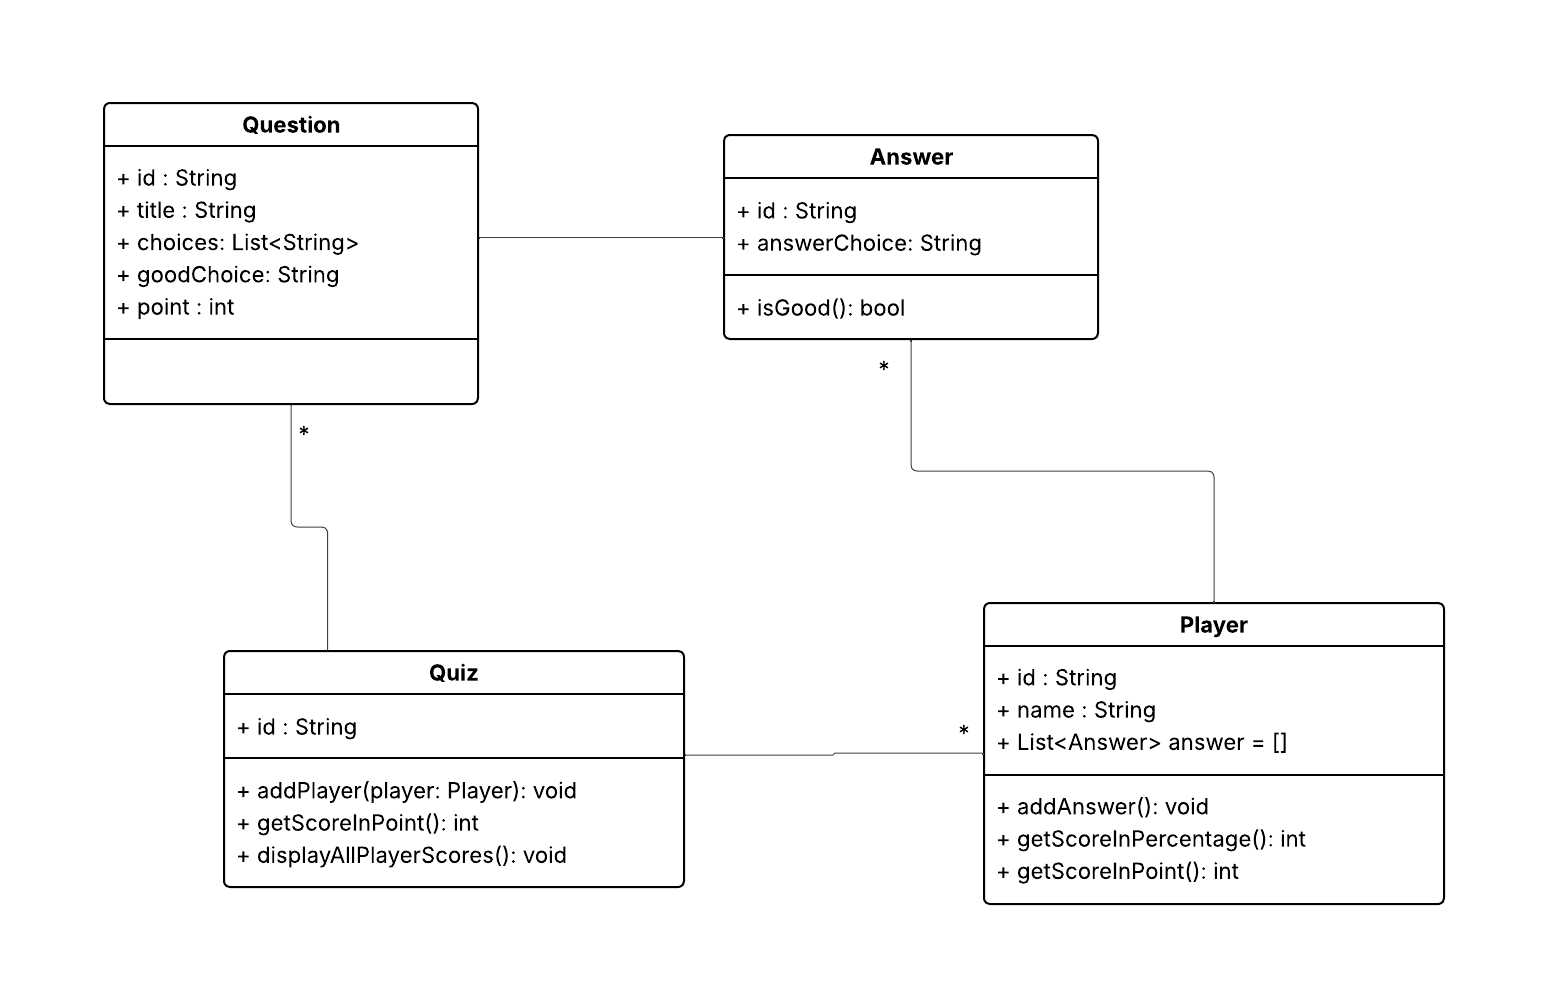 Question
+ id : String
+ title : String
+ choices: List<String>
+ goodChoice: String
+ point : int
*
Answer
+ id : String
+ answerChoice: String
+ isGood(): bool
*
Quiz
+ id : String
+ addPlayer(player: Player): void
+ getScoreInPoint(): int
+ displayAllPlayerScores(): void
*
Player
+ id : String
+ name : String
+ List<Answer> answer = []
+ addAnswer(): void
+ getScoreInPercentage(): int
+ getScoreInPoint(): int